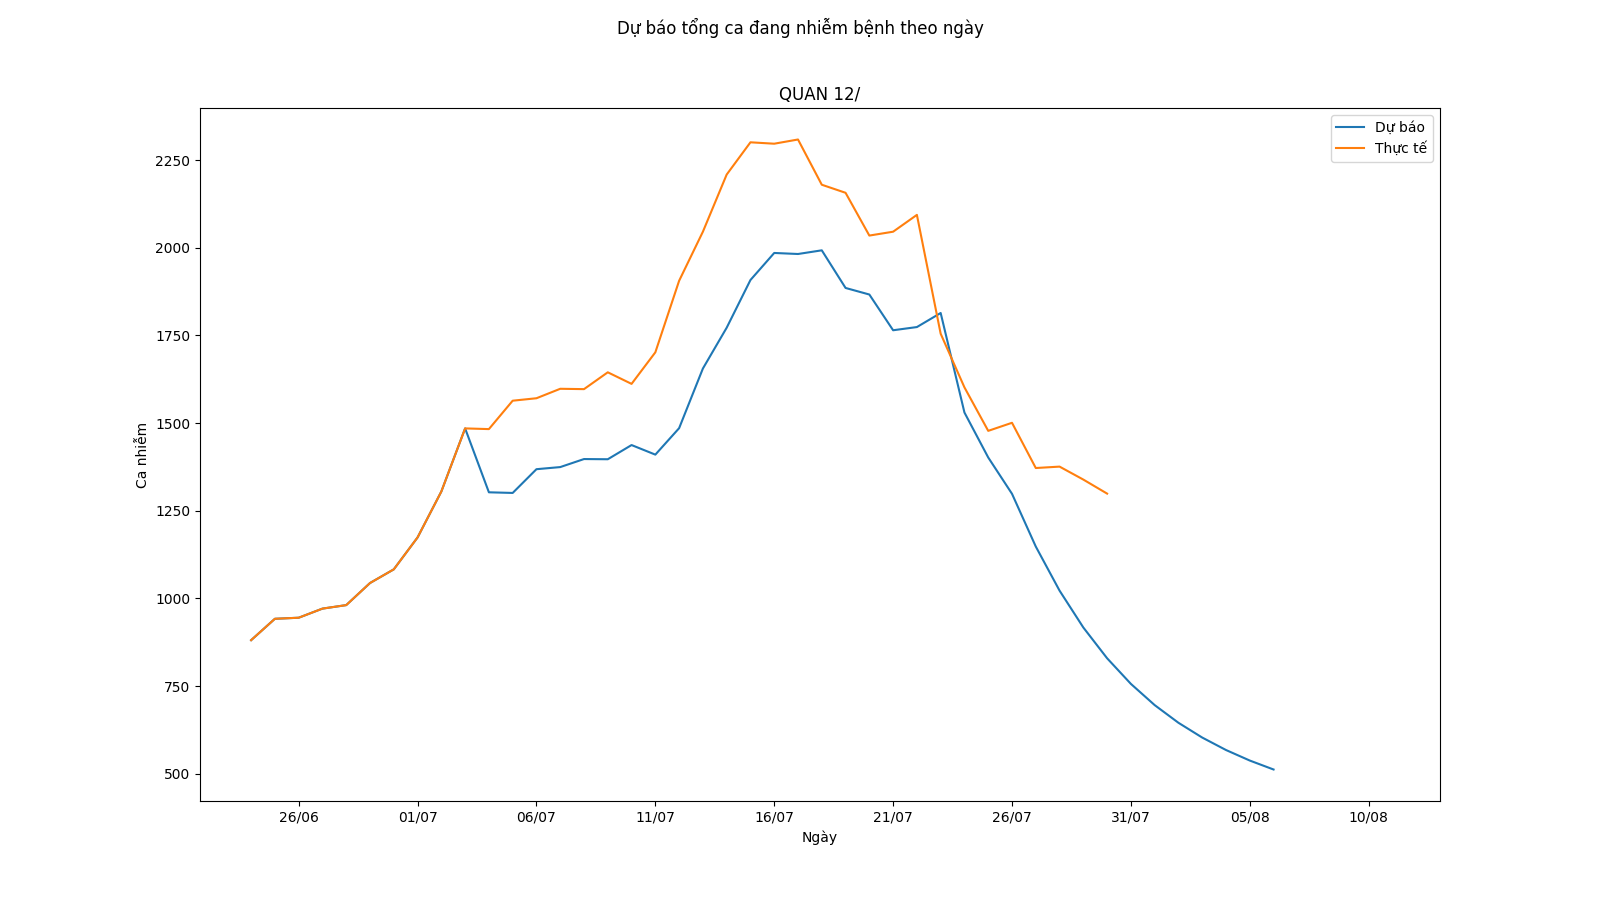 Dự báo tổng ca đang nhiễm bệnh theo ngày
QUAN 12/
Dự báo
Thực tế
2250
2000
1750
1500
1250
1000
750
500
Ca nhiễm
26/06 01/07 06/07 11/07 16/07 21/07 26/07 31/07 05/08 10/08
Ngày